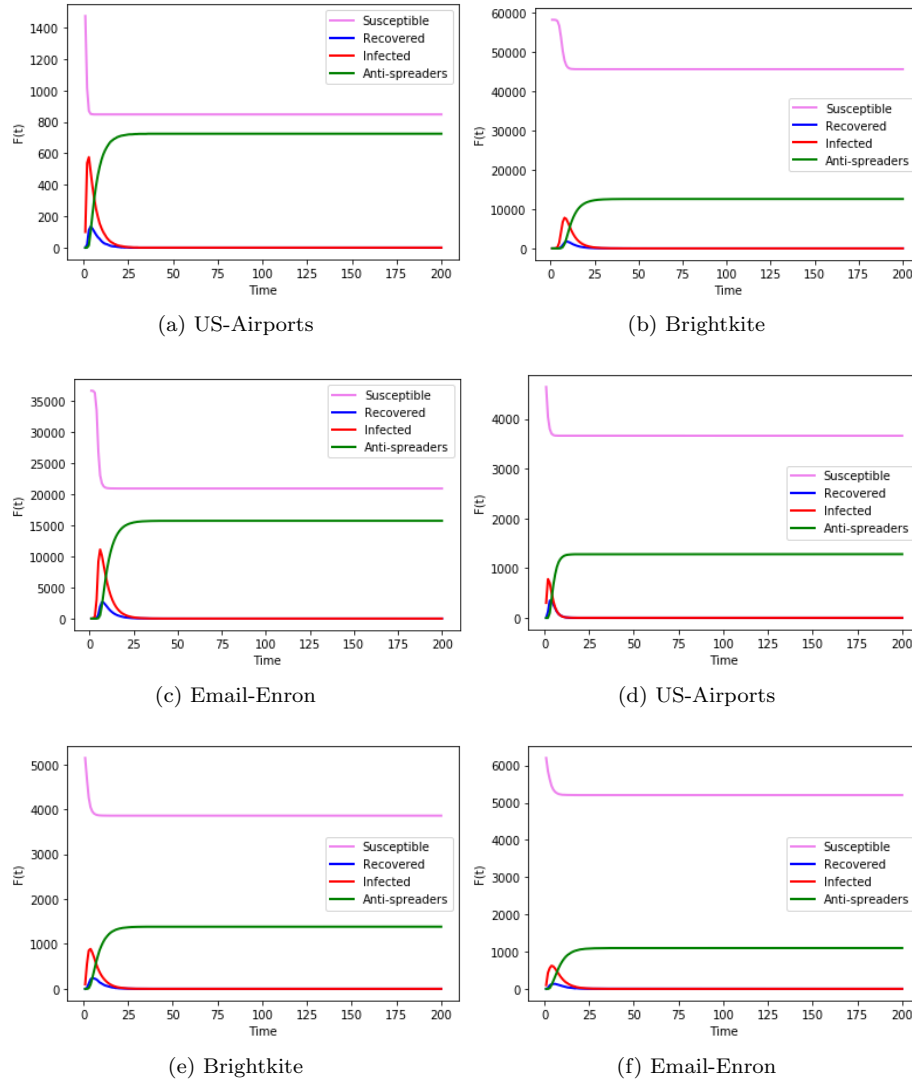 1400
1200
1000
800
600
400
200
0
F(t)
Susceptible
Recovered
Infected
Anti-spreaders
0 25 50 75 100 125 150 175 200
Time
(a) US-Airports
60000
50000
40000
30000
20000
10000
0
F(t)
Susceptible
Recovered
Infected
Anti-spreaders
0 25 50 75 100 125 150 175 200
Time
(b) Brightkite
35000
30000
25000
20000
15000
10000
5000
0
F(t)
Susceptible
Recovered
Infected
Anti-spreaders
0 25 50 75 100 125 150 175 200
Time
(c) Email-Enron
4000
3000
2000
1000
0
F(t)
Susceptible
Recovered
Infected
Anti-spreaders
0 25 50 75 100 125 150 175 200
Time
(d) US-Airports
5000
4000
3000
2000
1000
0
F(t)
Susceptible
Recovered
Infected
Anti-spreaders
0 25 50 75 100 125 150 175 200
Time
(e) Brightkite
6000
5000
4000
3000
2000
1000
0
F(t)
Susceptible
Recovered
Infected
Anti-spreaders
0 25 50 75 100 125 150 175 200
Time
(f) Email-Enron